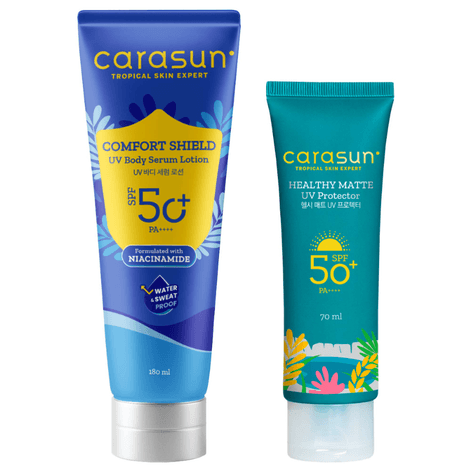 carasun
TROPICAL SKIN EXPERT
COMFORT SHIELD
UV Body Serum Lotion
UV 바디 세럼 로션
SPF
50+
PA++++
Formulated with
NIACINAMIDE
WATER
& SWEAT
PROOF
180 ml
carasun
TROPICAL SKIN EXPERT
HEALTHY MATTE
UV Protector
헬시 매트 UV 프로텍터
SPF
50+
PA++++
70 ml